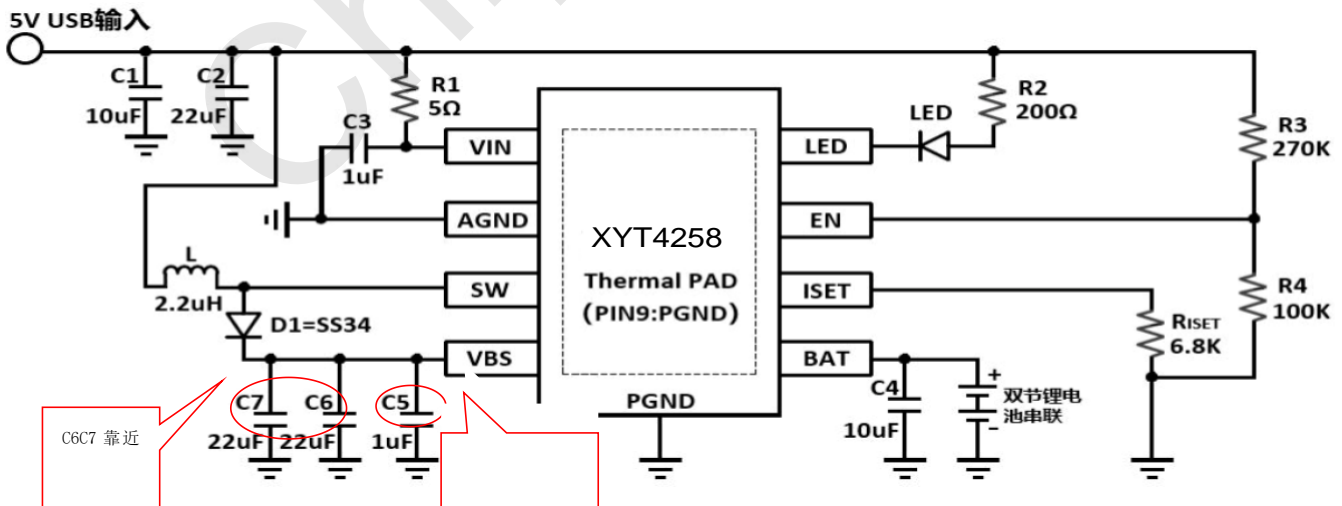 5V USB输入
C1
10uF
C2
22uF
R1
5Ω
C3
1uF
VIN
AGND
L
2.2uH
SW
D1=SS34
VBS
C7
22uF
C6
22uF
C5
1uF
C6C7 靠近
XYT4258
Thermal PAD
(PIN9:PGND)
PGND
LED
EN
ISET
BAT
LED
R2
200Ω
R3
270K
R4
100K
RISET
6.8K
C4
10uF
+
双节锂电
池串联
-